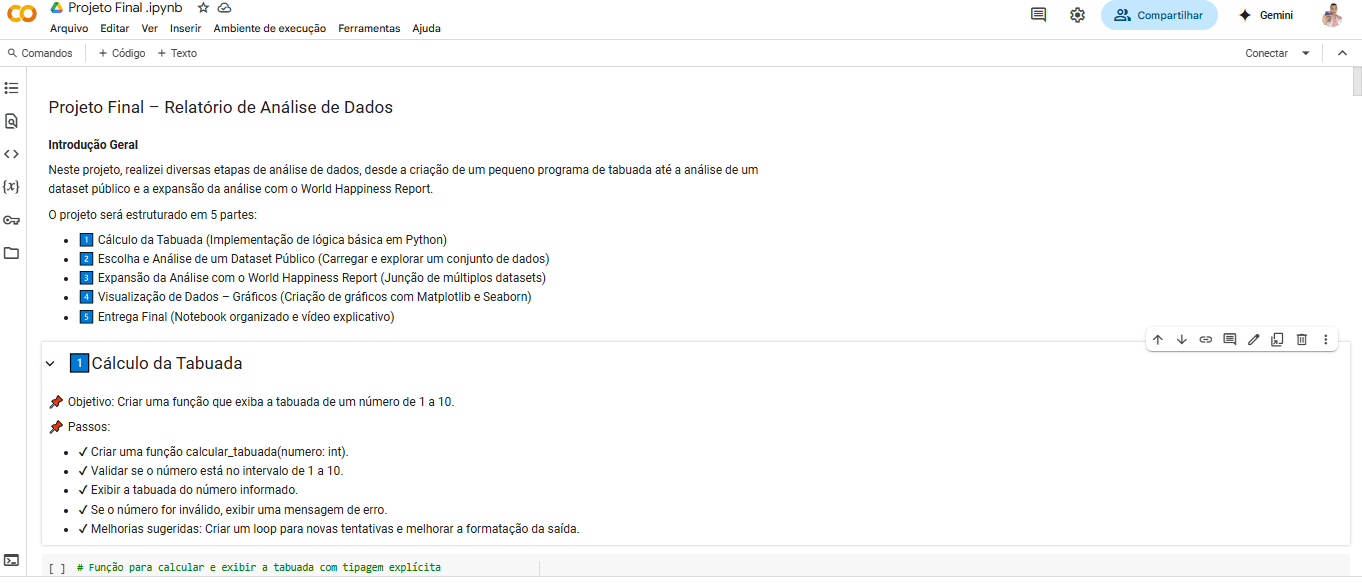 Projeto Final .ipynb
Arquivo Editar Ver Inserir Ambiente de execução Ferramentas Ajuda
Compartilhar
Gemini
Comandos + Código + Texto
Conectar
Projeto Final – Relatório de Análise de Dados
Introdução Geral
Neste projeto, realizei diversas etapas de análise de dados, desde a criação de um pequeno programa de tabuada até a análise de um
dataset público e a expansão da análise com o World Happiness Report.
O projeto será estruturado em 5 partes:
• 1️⃣ Cálculo da Tabuada (Implementação de lógica básica em Python)
• 2️⃣ Escolha e Análise de um Dataset Público (Carregar e explorar um conjunto de dados)
• 3️⃣ Expansão da Análise com o World Happiness Report (Junção de múltiplos datasets)
• 4️⃣ Visualização de Dados – Gráficos (Criação de gráficos com Matplotlib e Seaborn)
• 5️⃣ Entrega Final (Notebook organizado e vídeo explicativo)
1️⃣ Cálculo da Tabuada
📌 Objetivo: Criar uma função que exiba a tabuada de um número de 1 a 10.
📌 Passos:
• ✓ Criar uma função calcular_tabuada(numero: int).
• ✓ Validar se o número está no intervalo de 1 a 10.
• ✓ Exibir a tabuada do número informado.
• ✓ Se o número for inválido, exibir uma mensagem de erro.
• ✓ Melhorias sugeridas: Criar um loop para novas tentativas e melhorar a formatação da saída.
[ ] # Função para calcular e exibir a tabuada com tipagem explícita